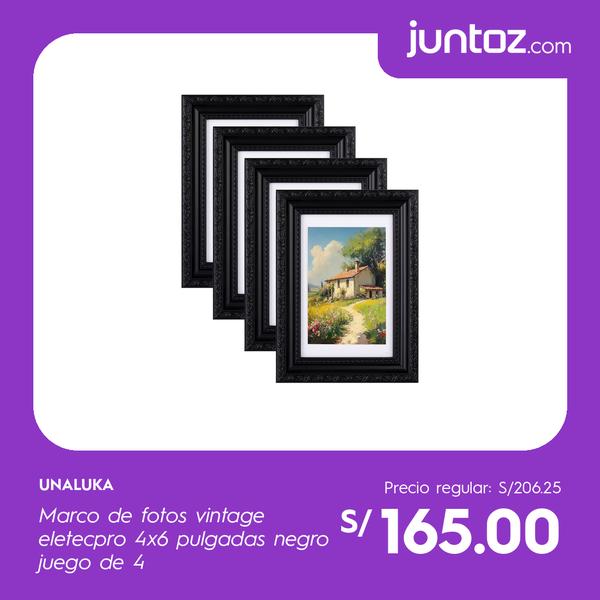 juntoz.com
UNALUKA
Marco de fotos vintage
eletecpro 4x6 pulgadas negro
juego de 4
Precio regular: S/206.25
S/165.00